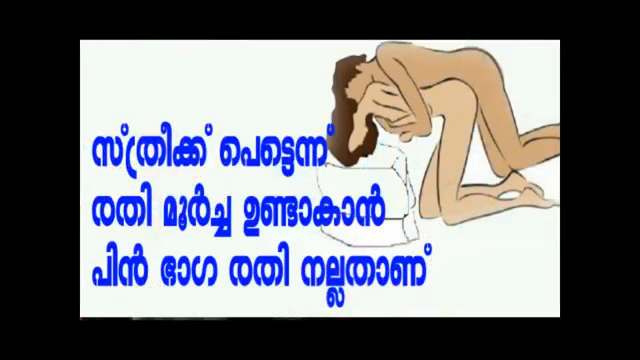 സ്ത്രീക്ക് പെട്ടെന്ന്
രതി മൂർച്ച ഉണ്ടാകാൻ
പിൻ ഭാഗ രതി നല്ലതാണ്